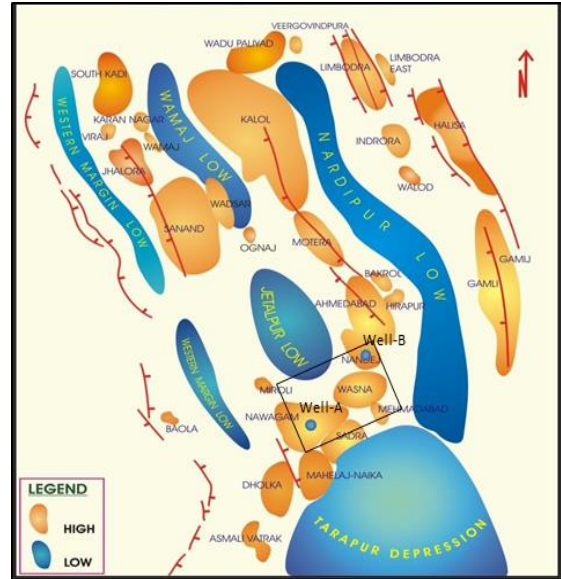 VEERGOVINDPURA
WADU PALIYAD
LIMBODRA
LIMBODRA
EAST
N
SOUTH KADI
KARAN NAGAR
VIRAJ
WAMAJ
JHALORA
WESTERN MARGIN LOW
WAMAJ LOW
KALOL
NARDIPUR LOW
HALISA
INDRORA
WALOD
WADSAR
SANAND
OGNAJ
MOTERA
BAKROL
GAMIJ
GAMIJ
AHMEDABAD
HIRAPUR
JETALPUR LOW
Well-B
NANDEJ
WESTERN MARGIN LOW
MIROLI
WASNA
NAWAGAM
Well-A
MEHMADABAD
BAOLA
SADRA
MAHELAJ-NAIKA
DHOLKA
ASMALI VATRAK
TARAPUR DEPRESSION
LEGEND
HIGH
LOW